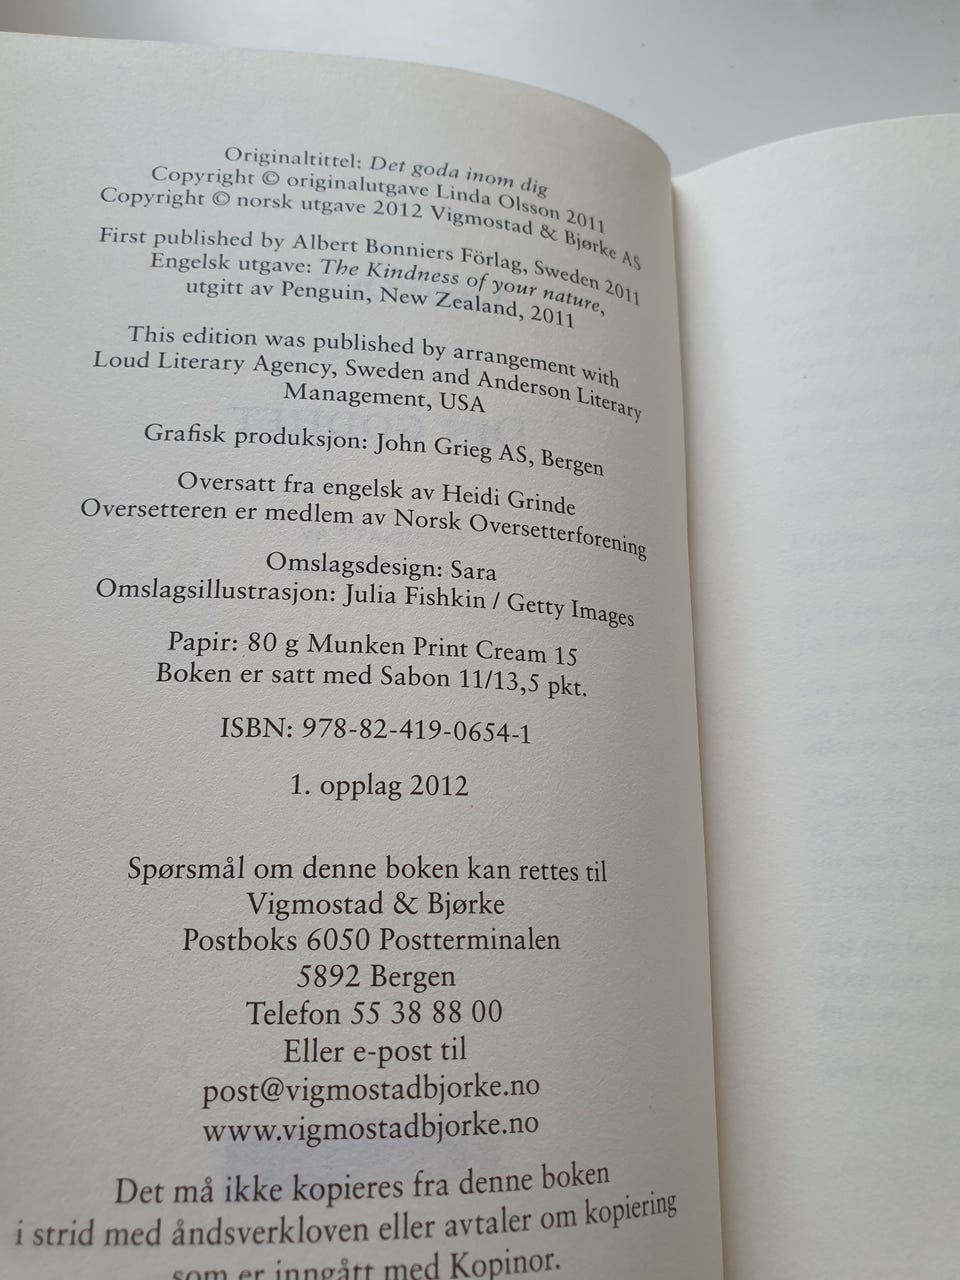 Originaltittel: Det goda inom dig
Copyright © originalutgave Linda Olsson 2011
Copyright © norsk utgave 2012 Vigmostad & Bjørke AS
First published by Albert Bonniers Förlag, Sweden 2011
Engelsk utgave: The Kindness of your nature,
utgitt av Penguin, New Zealand, 2011
This edition was published by arrangement with
Loud Literary Agency, Sweden and Anderson Literary
Management, USA
Grafisk produksjon: John Grieg AS, Bergen
Oversatt fra engelsk av Heidi Grinde
Oversetteren er medlem av Norsk Oversetterforening
Omslagsdesign: Sara
Omslagsillustrasjon: Julia Fishkin / Getty Images
Papir: 80 g Munken Print Cream 15
Boken er satt med Sabon 11/13,5 pkt.
ISBN: 978-82-419-0654-1
1. opplag 2012
Spørsmål om denne boken kan rettes til
Vigmostad & Bjørke
Postboks 6050 Postterminalen
5892 Bergen
Telefon 55 38 88 00
Eller e-post til
post@vigmostadbjorke.no
www.vigmostadbjorke.no
Det må ikke kopieres fra denne boken
i strid med åndsverkloven eller avtaler om kopiering
som er inngått med Kopinor.